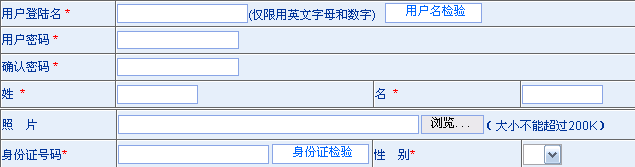 用户登陆名 * (仅限用英文字母和数字) 用户名检验
用户密码 *
确认密码 *
姓 * 名 *
照 片 浏览... (大小不能超过200K)
身份证号码* 身份证检验 性 别*